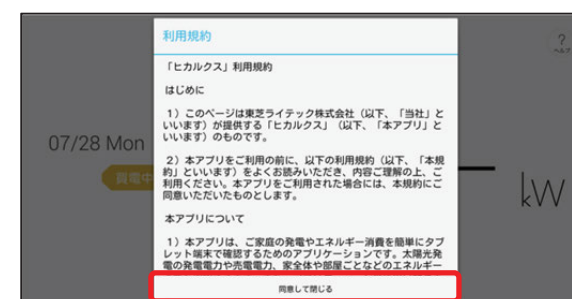 利用規約
?
ヘルプ
「ヒカルクス」利用規約
はじめに
1）このページは東芝ライテック株式会社（以下、「当社」と
いいます）が提供する「ヒカルクス」（以下、「本アプリ」と
いいます）のものです。
07/28 Mon
2）本アプリをご利用の前に、以下の利用規約（以下、「本規
約」といいます）をよくお読みいただき、内容ご理解の上、ご
利用ください。本アプリをご利用された場合には、本規約にご
同意いただいたものとします。
買電中
kW
本アプリについて
1）本アプリは、ご家庭の発電やエネルギー消費を簡単にタブ
レット端末で確認するためのアプリケーションです。太陽光発
電の発電電力や売電電力、家全体や部屋ごとなどのエネルギー
同意して閉じる